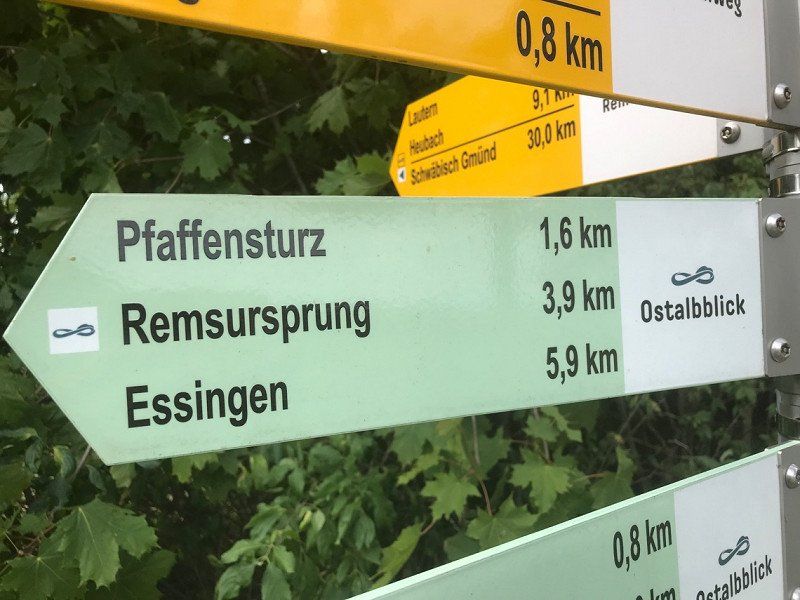 0,8 km
Lautern 9,1 km
Heubach 30,0 km
Schwäbisch Gmünd
Pfaffensturz 1,6 km
Remsursprung 3,9 km
Essingen 5,9 km
Ostalbblick
0,8 km
km
Ostalbblick